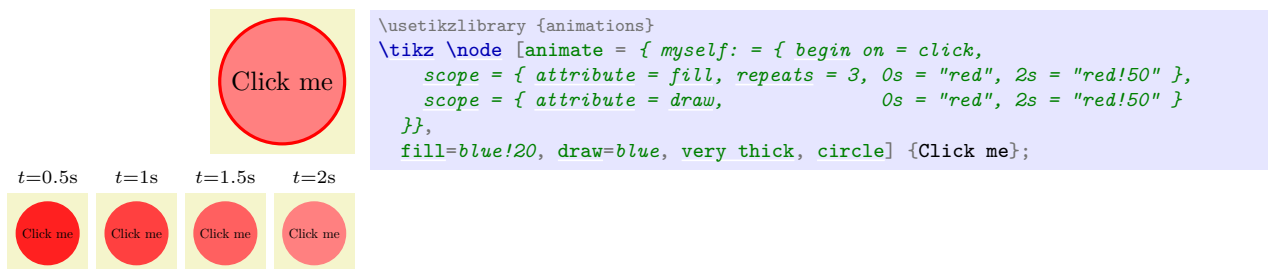 Click me
t=0.5s t=1s t=1.5s t=2s
Click me Click me Click me Click me
\usetikzlibrary {animations}
\tikz \node [animate = { myself: = { begin on = click,
scope = { attribute = fill, repeats = 3, 0s = "red", 2s = "red!50" },
scope = { attribute = draw, 0s = "red", 2s = "red!50" }
}},
fill=blue!20, draw=blue, very thick, circle] {Click me};